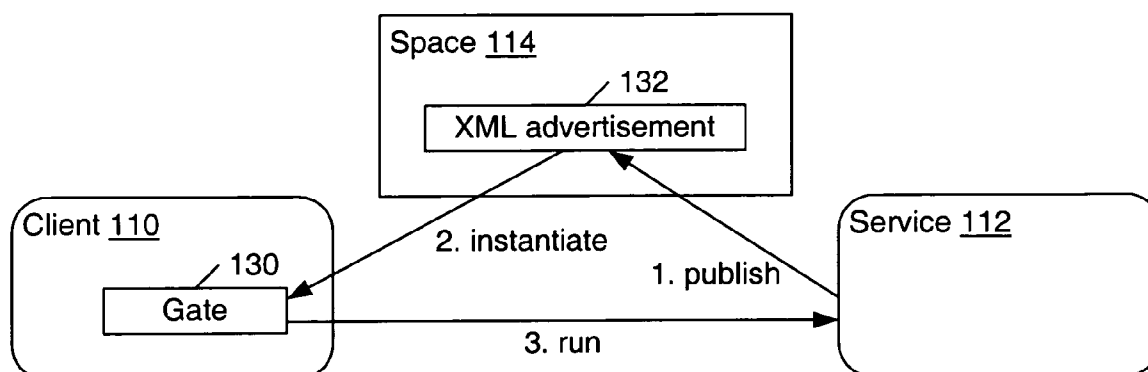 Space 114
132
XML advertisement
Client 110
2. instantiate
Service 112
130
1. publish
Gate
3. run